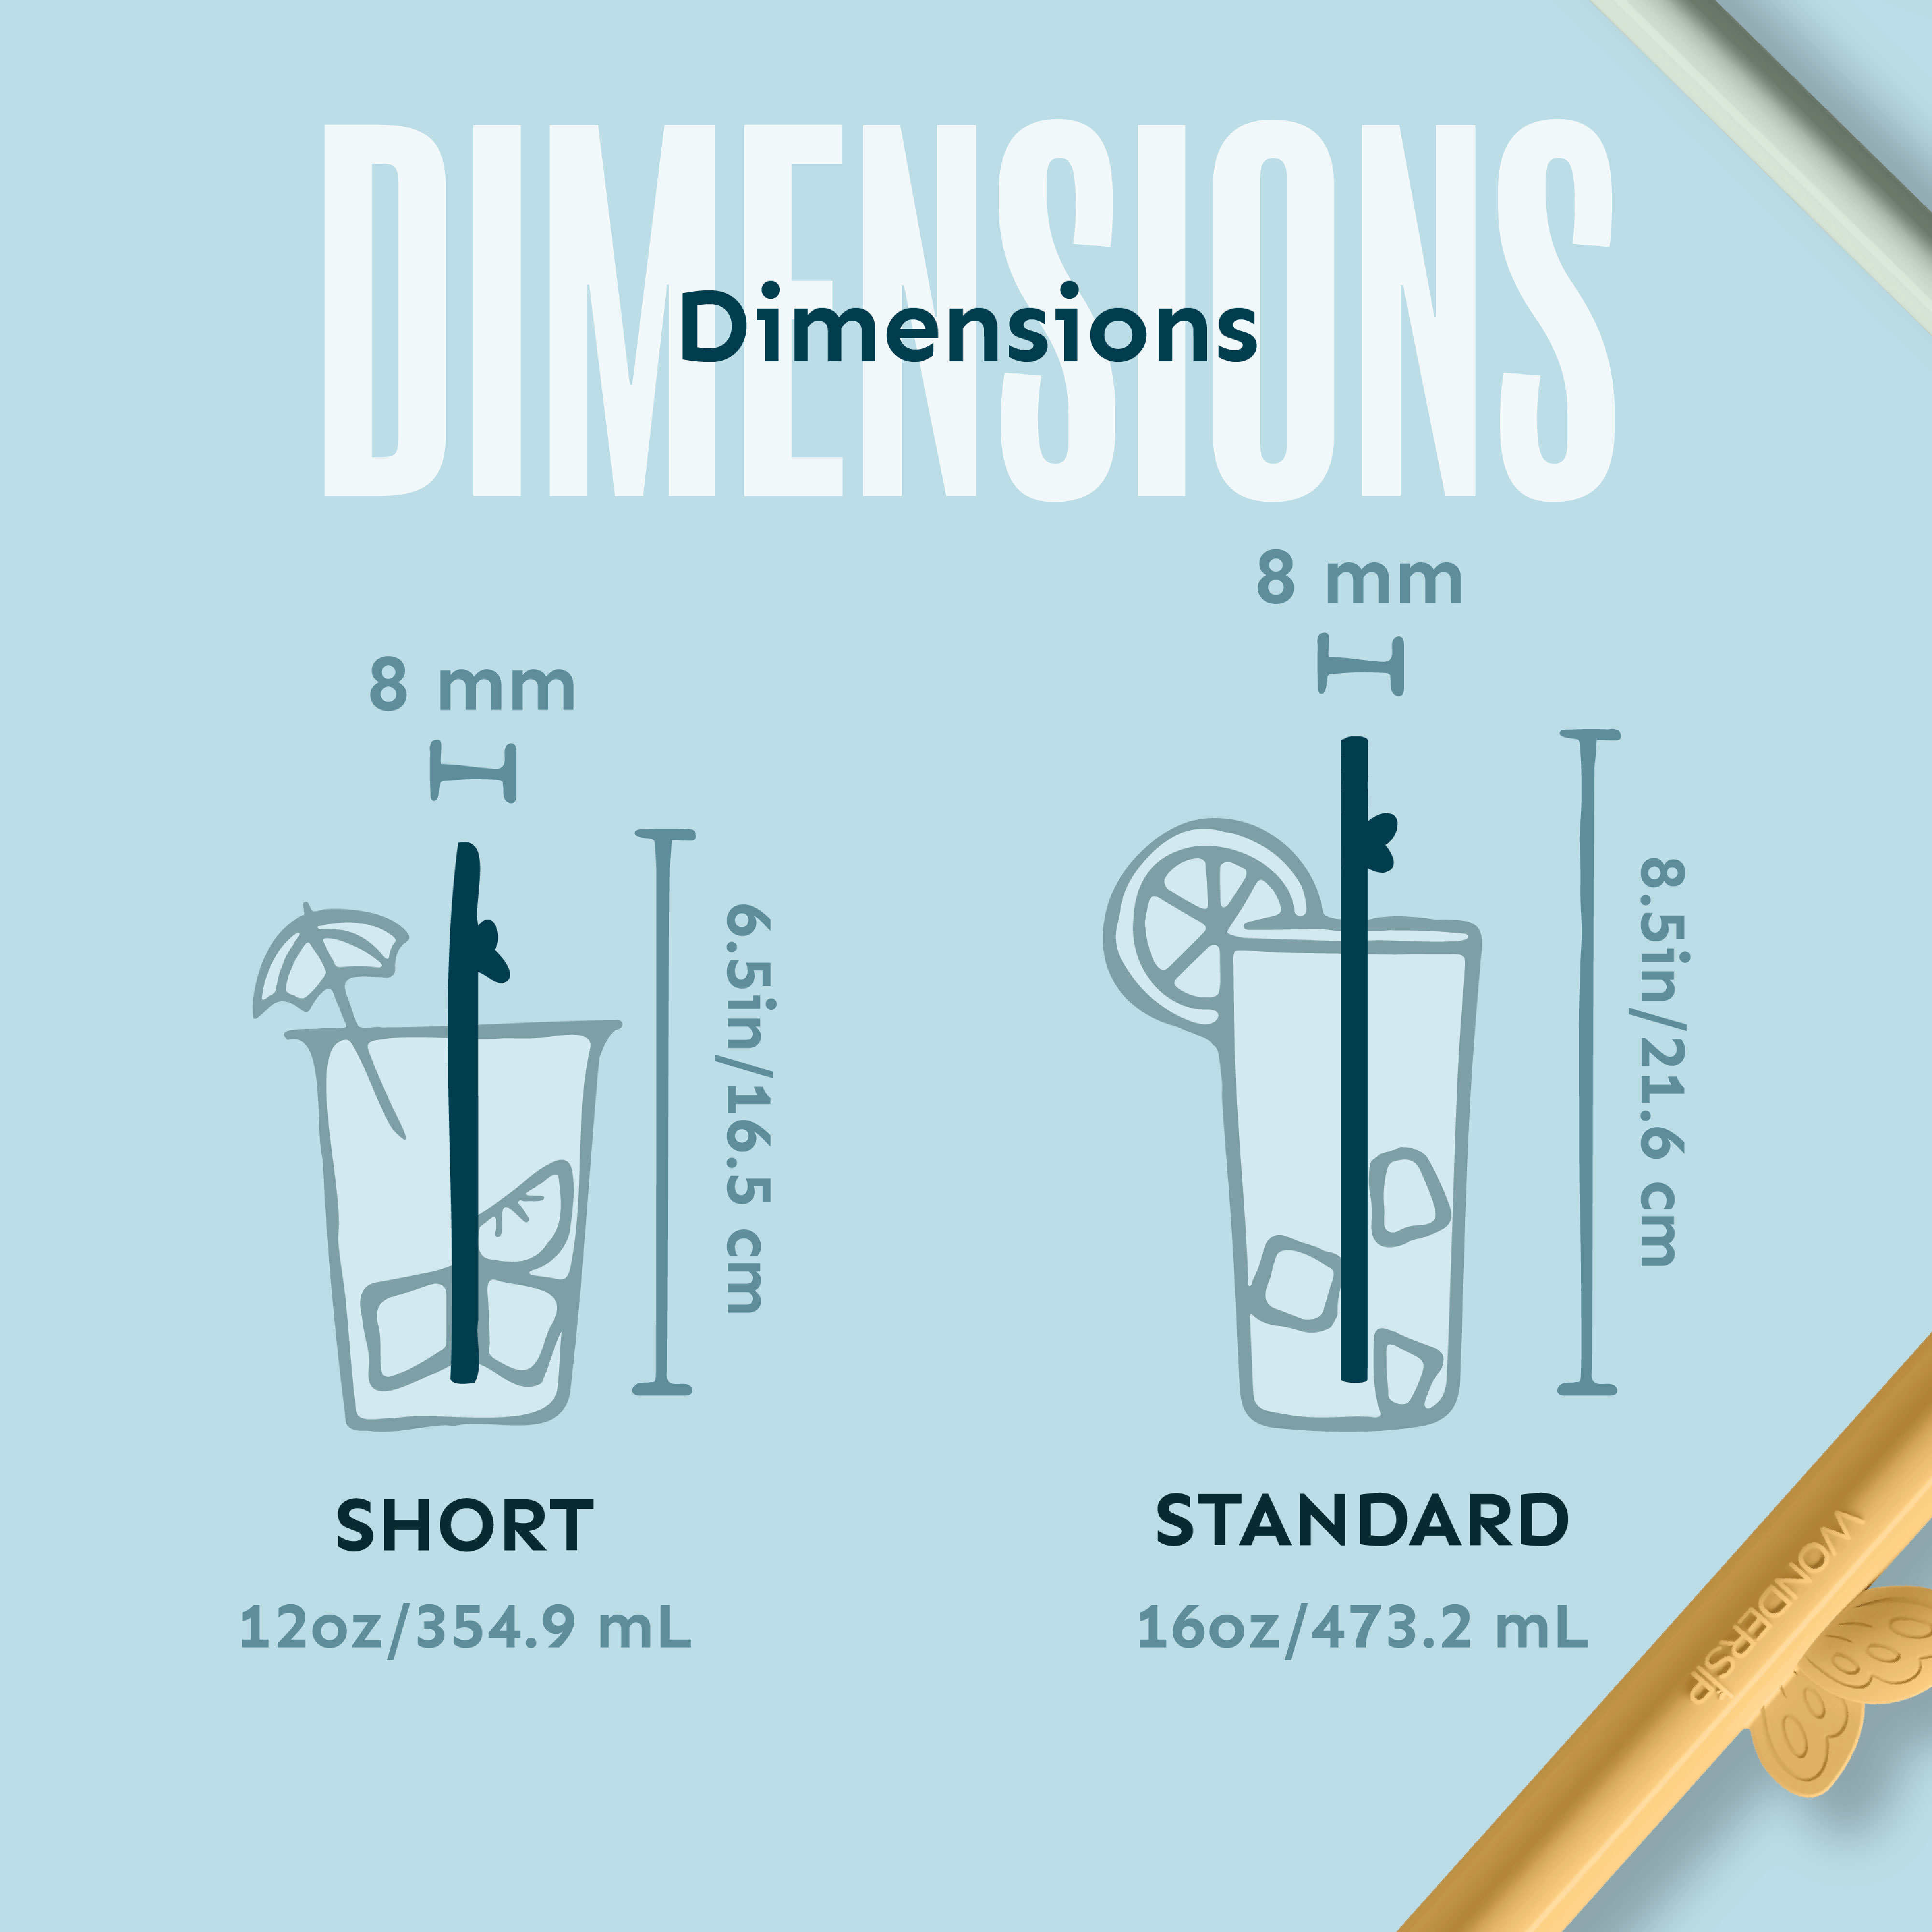 DIMENSIONS
Dimensions
8 mm
6.5in/16.5 cm
SHORT
12oz/354.9 mL
8 mm
8.5in/21.6 cm
STANDARD
16oz/473.2 mL
WONDERSIP